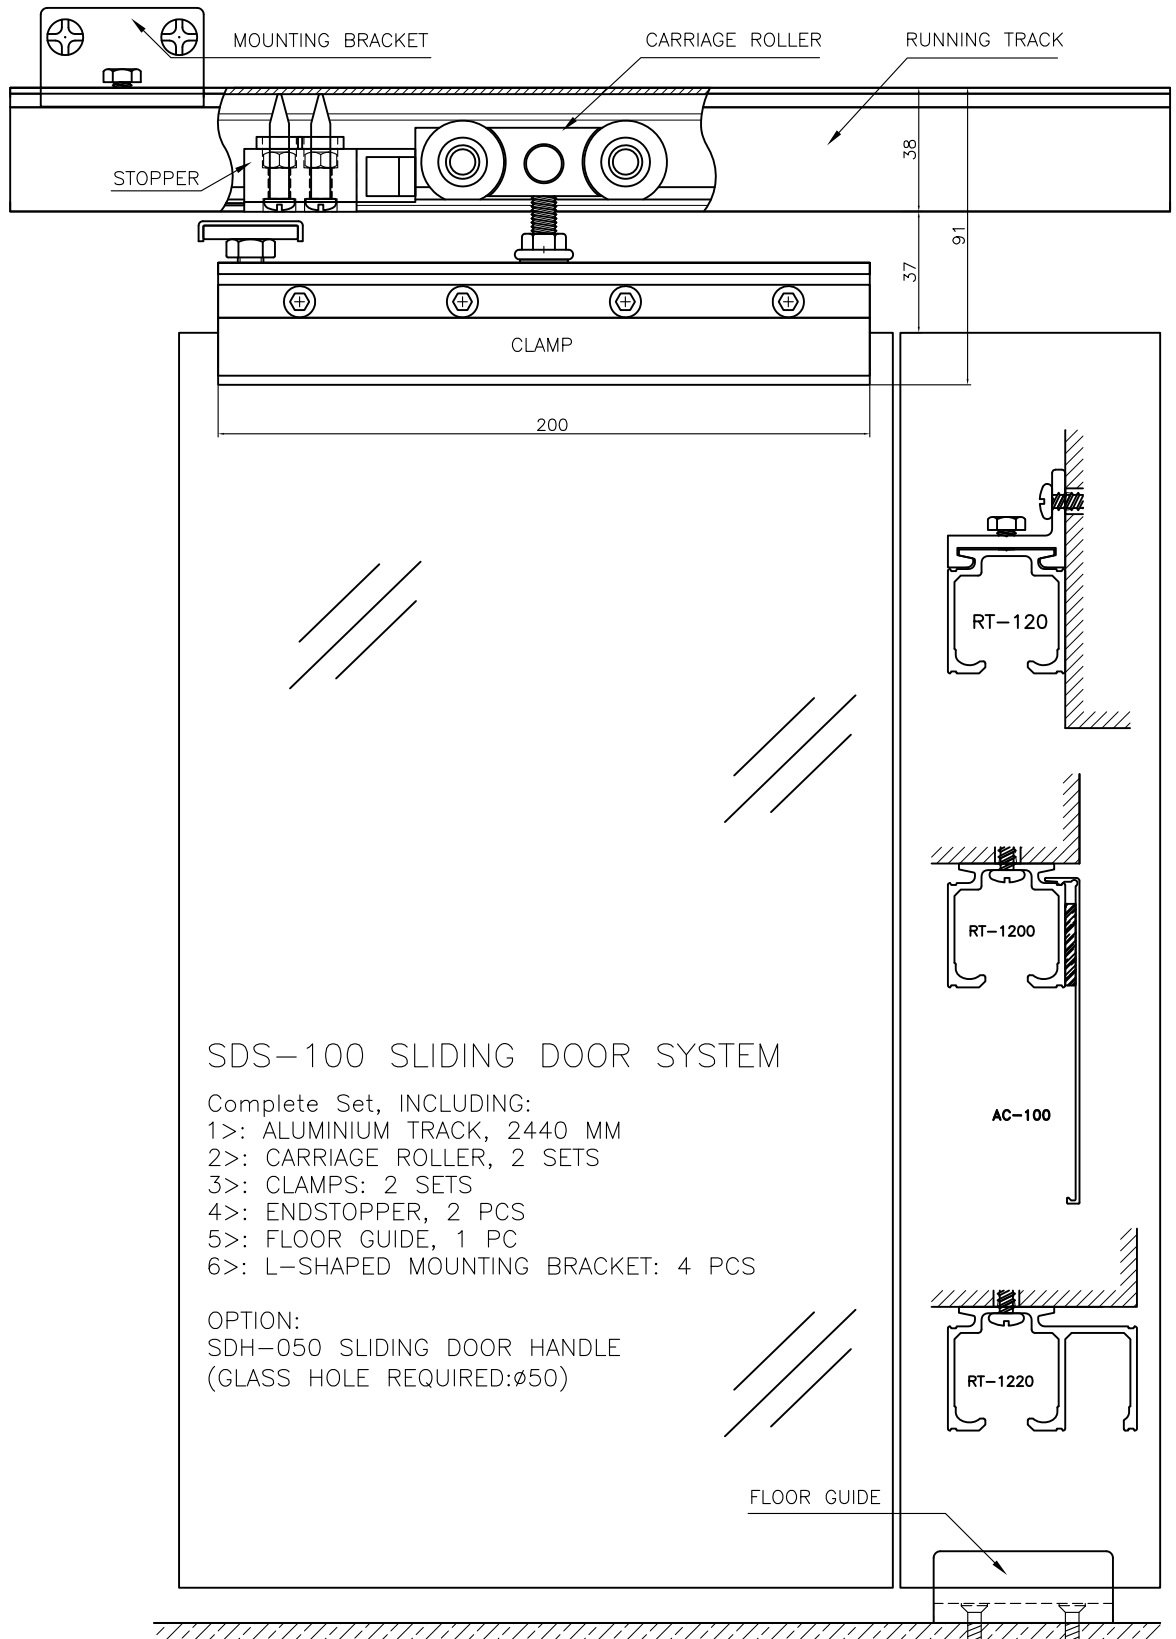 MOUNTING BRACKET
CARRIAGE ROLLER
RUNNING TRACK
STOPPER
38
91
37
CLAMP
200
RT-120
RT-1200
SDS-100 SLIDING DOOR SYSTEM
Complete Set, INCLUDING:
1>: ALUMINIUM TRACK, 2440 MM
2>: CARRIAGE ROLLER, 2 SETS
3>: CLAMPS: 2 SETS
4>: ENDSTOPPER, 2 PCS
5>: FLOOR GUIDE, 1 PC
6>: L-SHAPED MOUNTING BRACKET: 4 PCS
AC-100
OPTION:
SDH-050 SLIDING DOOR HANDLE
(GLASS HOLE REQUIRED:ø50)
RT-1220
FLOOR GUIDE